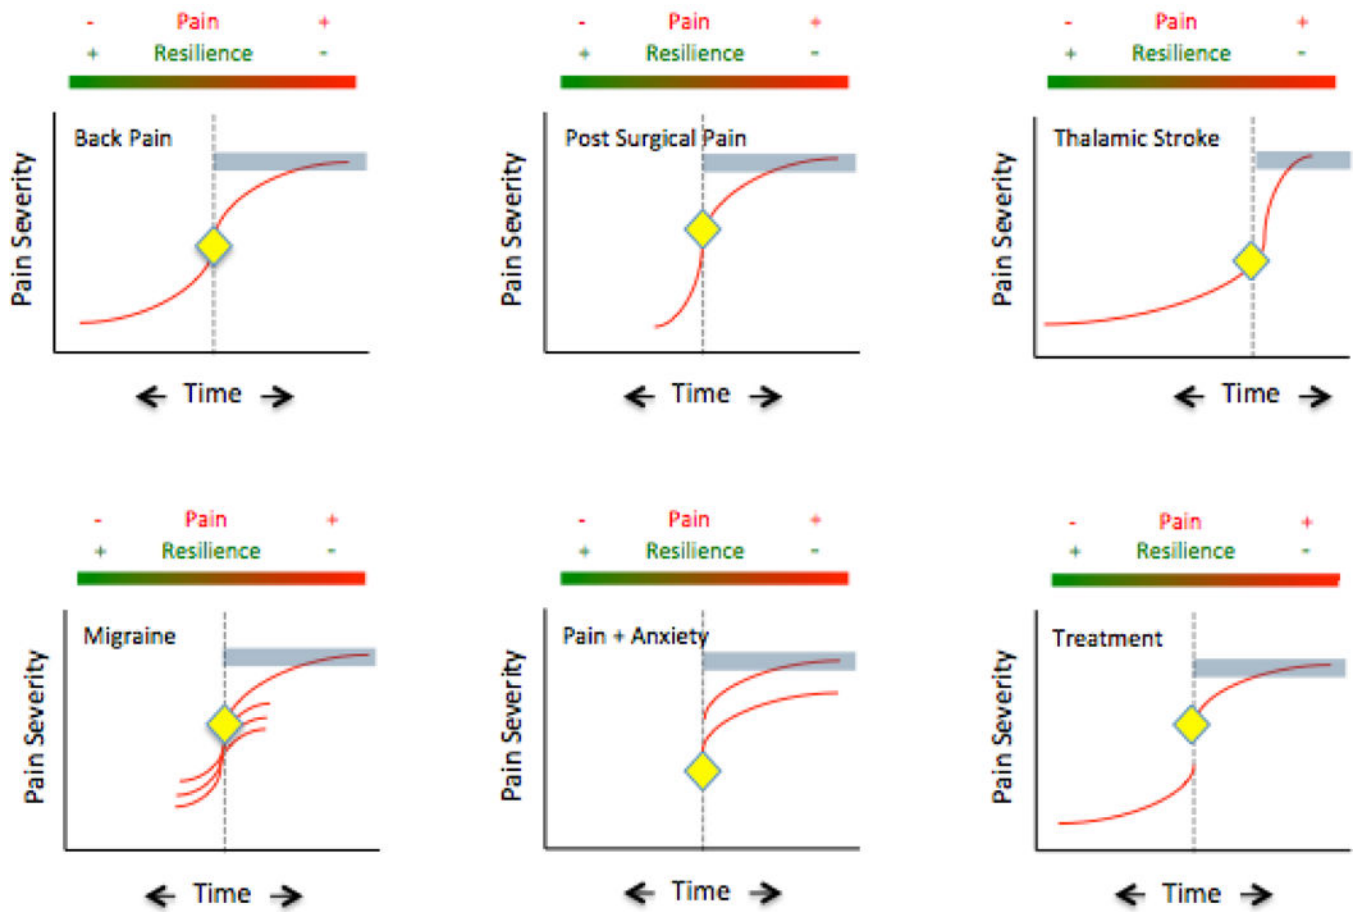 - Pain +
+ Resilience -
Back Pain
Pain Severity
← Time →
- Pain +
+ Resilience -
Post Surgical Pain
Pain Severity
← Time →
- Pain +
+ Resilience -
Thalamic Stroke
Pain Severity
← Time →
- Pain +
+ Resilience -
Migraine
Pain Severity
← Time →
- Pain +
+ Resilience -
Pain + Anxiety
Pain Severity
← Time →
- Pain +
+ Resilience -
Treatment
Pain Severity
← Time →